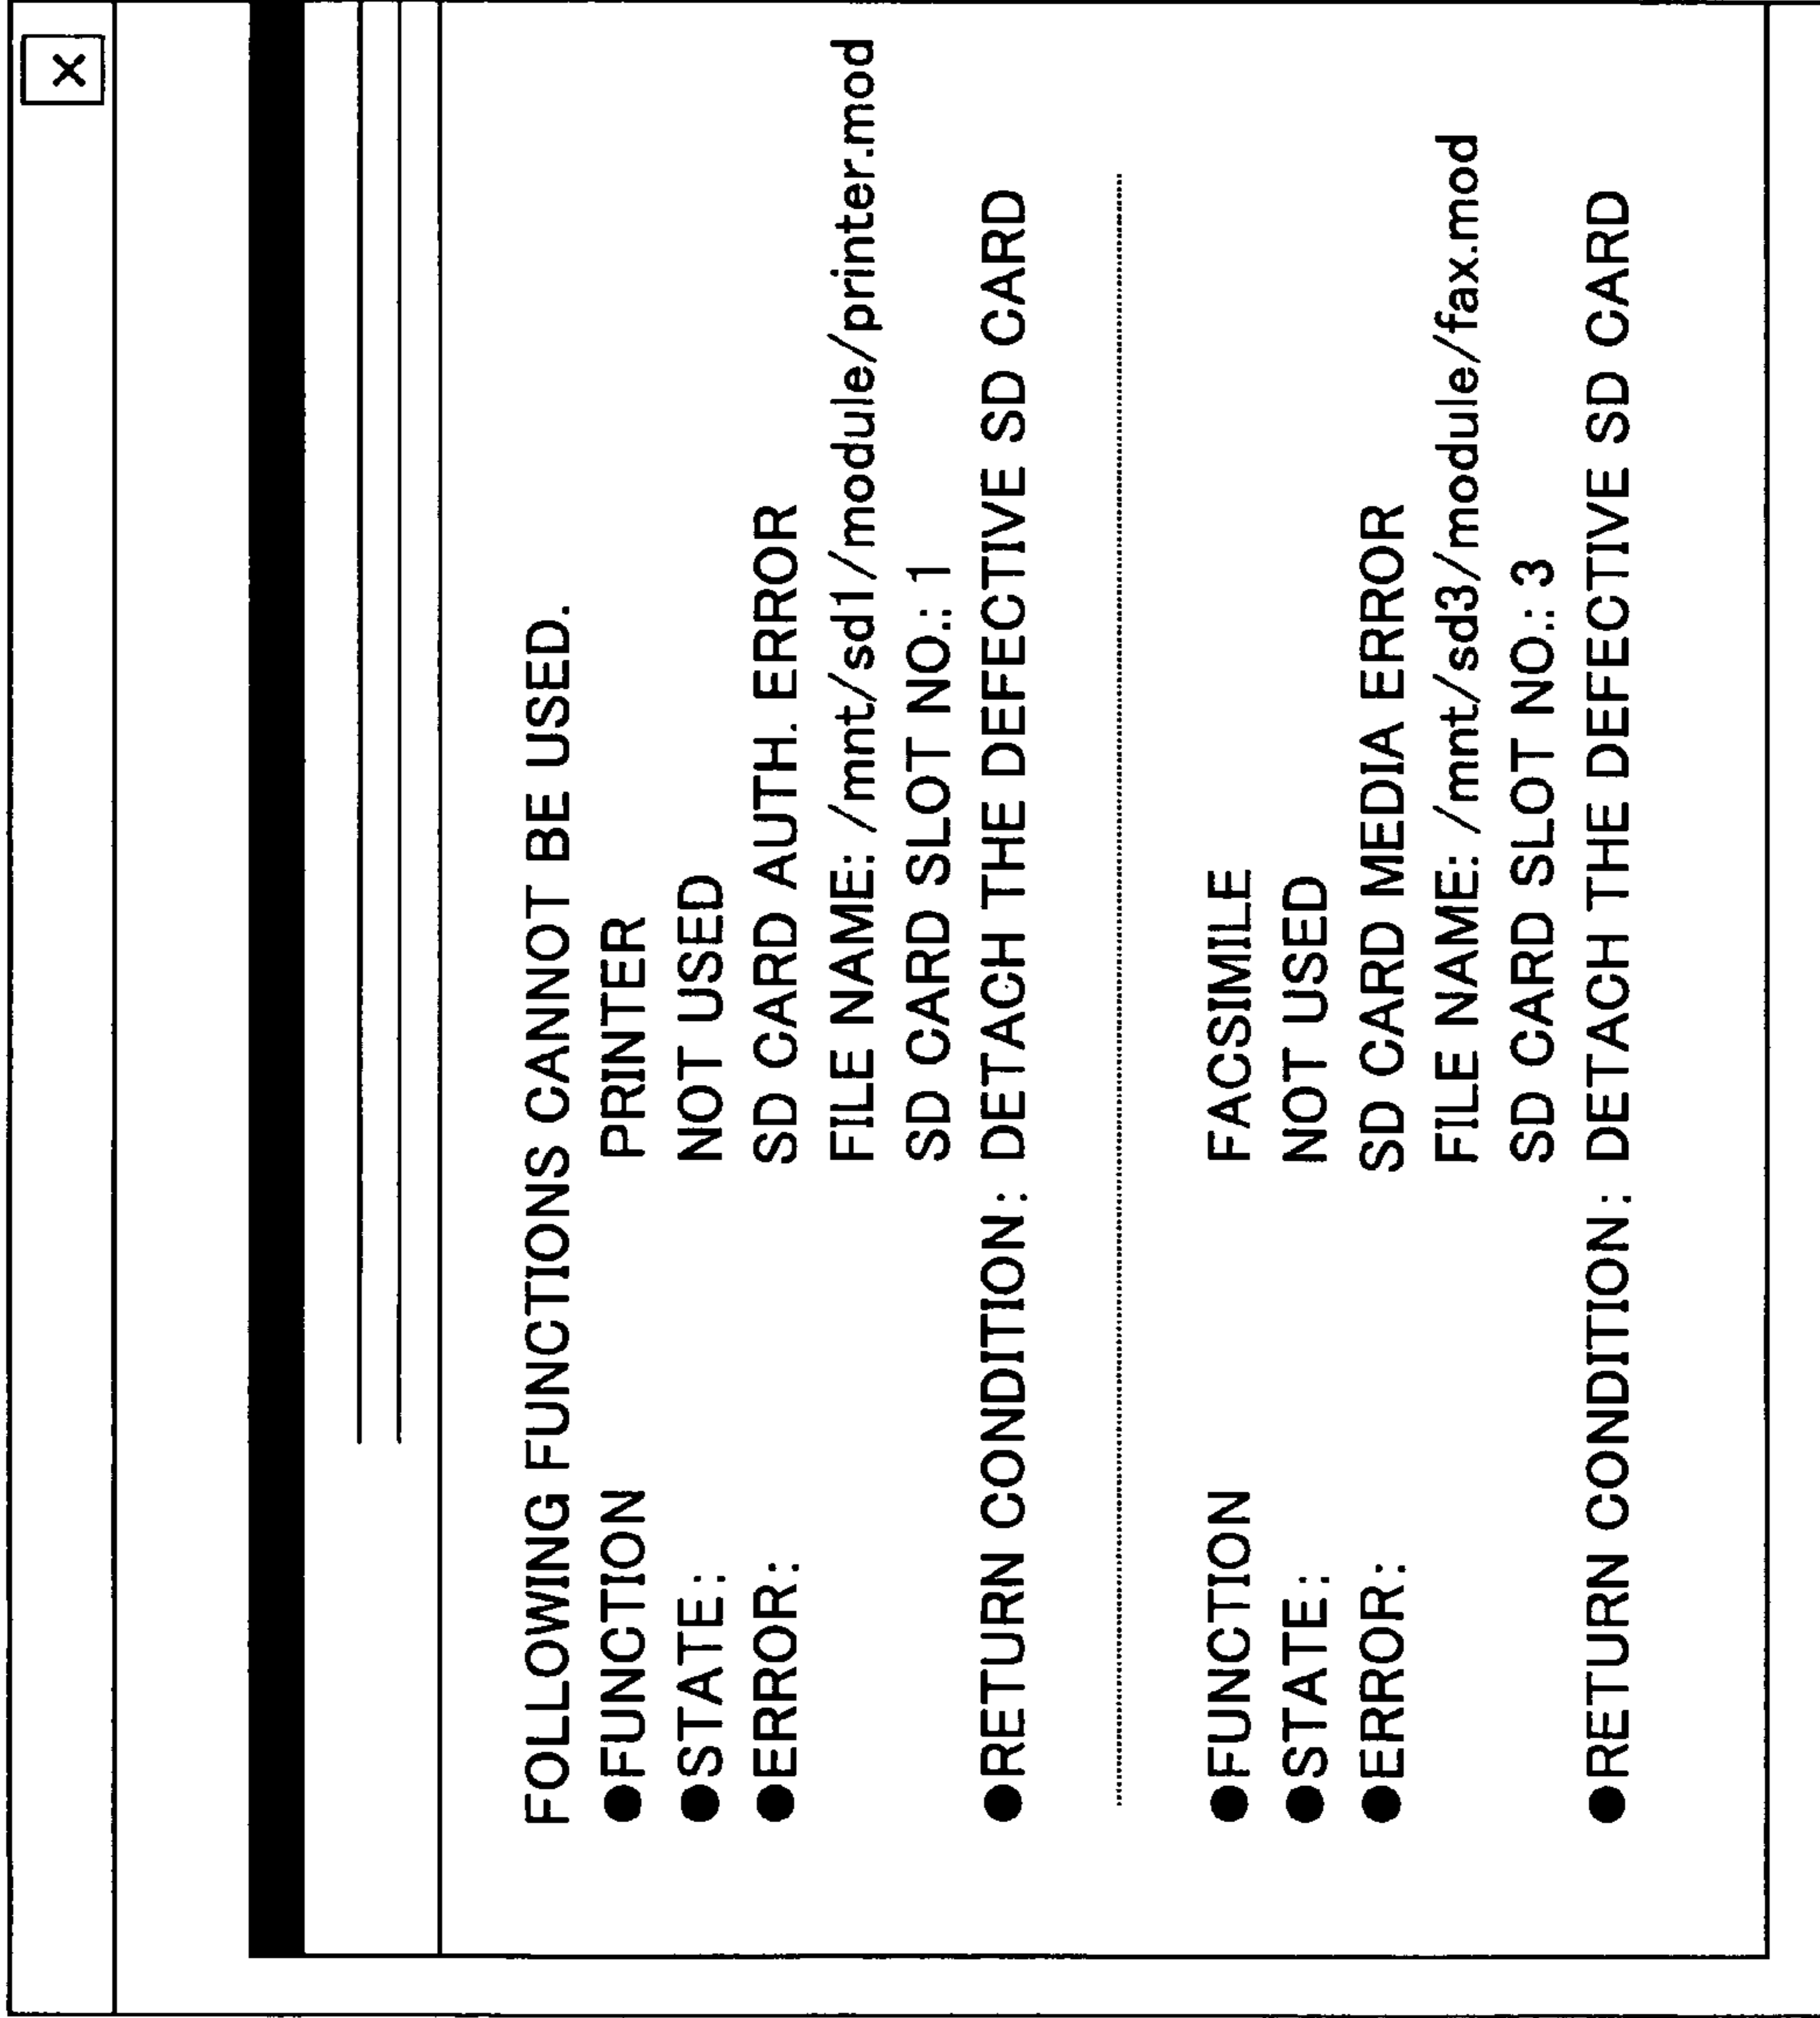 X
FOLLOWING FUNCTIONS CANNOT BE USED.
●FUNCTION PRINTER
●STATE: NOT USED
●ERROR: SD CARD AUTH. ERROR
FILE NAME: /mnt/sd1/module/printer.mod
SD CARD SLOT NO.: 1
●RETURN CONDITION: DETACH THE DEFECTIVE SD CARD
●FUNCTION FACSIMILE
●STATE: NOT USED
●ERROR: SD CARD MEDIA ERROR
FILE NAME: /mnt/sd3/module/fax.mod
SD CARD SLOT NO.: 3
●RETURN CONDITION: DETACH THE DEFECTIVE SD CARD